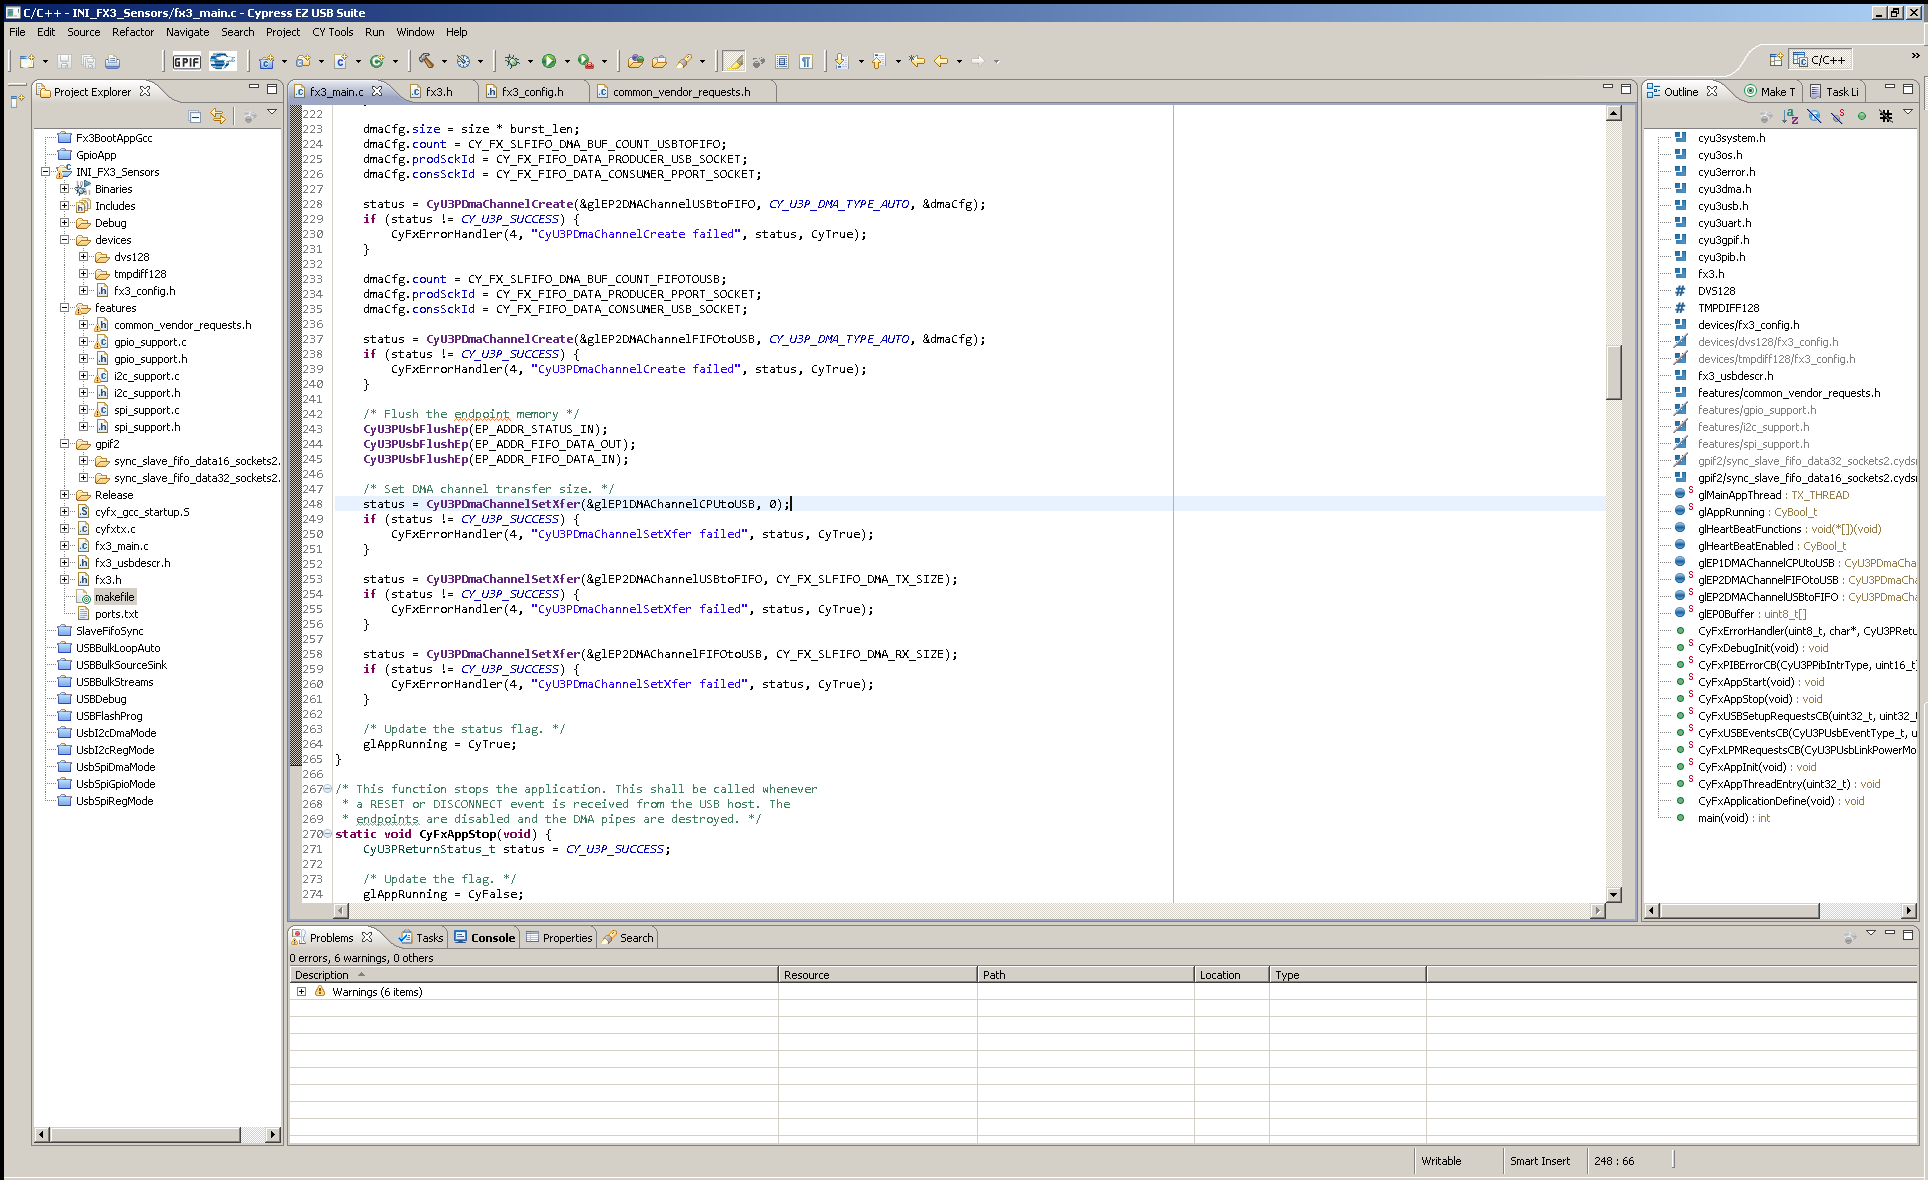 C/C++ - INI_FX3_Sensors/fx3_main.c - Cypress EZ USB Suite
File Edit Source Refactor Navigate Search Project CY Tools Run Window Help
GPIF
C/C++
Project Explorer
Fx3BootAppGcc
GpioApp
INI_FX3_Sensors
Binaries
Includes
Debug
devices
dvs128
tmpdiff128
fx3_config.h
features
common_vendor_requests.h
gpio_support.c
gpio_support.h
i2c_support.c
i2c_support.h
spi_support.c
spi_support.h
gpif2
sync_slave_fifo_data16_sockets2.
sync_slave_fifo_data32_sockets2.
Release
cyfx_gcc_startup.S
cyfxtx.c
fx3_main.c
fx3_usbdescr.h
fx3.h
makefile
ports.txt
SlaveFifoSync
USBBulkLoopAuto
USBBulkSourceSink
USBBulkStreams
USBDebug
USBFlashProg
UsbI2cDmaMode
UsbI2cRegMode
UsbSpiDmaMode
UsbSpiGpioMode
UsbSpiRegMode
fx3_main.c fx3.h fx3_config.h common_vendor_requests.h
222
223 dmaCfg.size = size * burst_len;
224 dmaCfg.count = CY_FX_SLFIFO_DMA_BUF_COUNT_USBTOFIFO;
225 dmaCfg.prodSckId = CY_FX_FIFO_DATA_PRODUCER_USB_SOCKET;
226 dmaCfg.consSckId = CY_FX_FIFO_DATA_CONSUMER_PPORT_SOCKET;
227
228 status = CyU3PDmaChannelCreate(&glEP2DMAChannelUSBtoFIFO, CY_U3P_DMA_TYPE_AUTO, &dmaCfg);
229 if (status != CY_U3P_SUCCESS) {
230 CyFxErrorHandler(4, "CyU3PDmaChannelCreate failed", status, CyTrue);
231 }
232
233 dmaCfg.count = CY_FX_SLFIFO_DMA_BUF_COUNT_FIFOTOUSB;
234 dmaCfg.prodSckId = CY_FX_FIFO_DATA_PRODUCER_PPORT_SOCKET;
235 dmaCfg.consSckId = CY_FX_FIFO_DATA_CONSUMER_USB_SOCKET;
236
237 status = CyU3PDmaChannelCreate(&glEP2DMAChannelFIFOtoUSB, CY_U3P_DMA_TYPE_AUTO, &dmaCfg);
238 if (status != CY_U3P_SUCCESS) {
239 CyFxErrorHandler(4, "CyU3PDmaChannelCreate failed", status, CyTrue);
240 }
241
242 /* Flush the endpoint memory */
243 CyU3PUsbFlushEp(EP_ADDR_STATUS_IN);
244 CyU3PUsbFlushEp(EP_ADDR_FIFO_DATA_OUT);
245 CyU3PUsbFlushEp(EP_ADDR_FIFO_DATA_IN);
246
247 /* Set DMA channel transfer size. */
248 status = CyU3PDmaChannelSetXfer(&glEP1DMAChannelCPUtoUSB, 0);
249 if (status != CY_U3P_SUCCESS) {
250 CyFxErrorHandler(4, "CyU3PDmaChannelSetXfer failed", status, CyTrue);
251 }
252
253 status = CyU3PDmaChannelSetXfer(&glEP2DMAChannelUSBtoFIFO, CY_FX_SLFIFO_DMA_TX_SIZE);
254 if (status != CY_U3P_SUCCESS) {
255 CyFxErrorHandler(4, "CyU3PDmaChannelSetXfer failed", status, CyTrue);
256 }
257
258 status = CyU3PDmaChannelSetXfer(&glEP2DMAChannelFIFOtoUSB, CY_FX_SLFIFO_DMA_RX_SIZE);
259 if (status != CY_U3P_SUCCESS) {
260 CyFxErrorHandler(4, "CyU3PDmaChannelSetXfer failed", status, CyTrue);
261 }
262
263 /* Update the status flag. */
264 glAppRunning = CyTrue;
265 }
266
267 /* This function stops the application. This shall be called whenever
268 * a RESET or DISCONNECT event is received from the USB host. The
269 * endpoints are disabled and the DMA pipes are destroyed. */
270 static void CyFxAppStop(void) {
271 CyU3PReturnStatus_t status = CY_U3P_SUCCESS;
272
273 /* Update the flag. */
274 glAppRunning = CyFalse;
Outline Make T Task Li
cyu3system.h
cyu3os.h
cyu3error.h
cyu3dma.h
cyu3usb.h
cyu3uart.h
cyu3gpif.h
cyu3pib.h
fx3.h
DVS128
TMPDIFF128
devices/fx3_config.h
devices/dvs128/fx3_config.h
devices/tmpdiff128/fx3_config.h
fx3_usbdescr.h
features/common_vendor_requests.h
features/gpio_support.h
features/i2c_support.h
features/spi_support.h
gpif2/sync_slave_fifo_data32_sockets2.cydsn
gpif2/sync_slave_fifo_data16_sockets2.cydsn
glMainAppThread : TX_THREAD
glAppRunning : CyBool_t
glHeartBeatFunctions : void(*[])(void)
glHeartBeatEnabled : CyBool_t
glEP1DMAChannelCPUtoUSB : CyU3PDmaCha
glEP2DMAChannelFIFOtoUSB : CyU3PDmaCh
glEP2DMAChannelUSBtoFIFO : CyU3PDmaCh
glEP0Buffer : uint8_t[]
CyFxErrorHandler(uint8_t, char*, CyU3PRetu
CyFxDebugInit(void) : void
CyFxPIBErrorCB(CyU3PPibIntrType, uint16_t)
CyFxAppStart(void) : void
CyFxAppStop(void) : void
CyFxUSBSetupRequestsCB(uint32_t, uint32_t
CyFxUSBEventsCB(CyU3PUsbEventType_t, u
CyFxLPMRequestsCB(CyU3PUsbLinkPowerMo
CyFxAppInit(void) : void
CyFxAppThreadEntry(uint32_t) : void
CyFxApplicationDefine(void) : void
main(void) : int
Problems Tasks Console Properties Search
0 errors, 6 warnings, 0 others
Description Resource Path Location Type
Warnings (6 items)
Writable Smart Insert 248 : 66